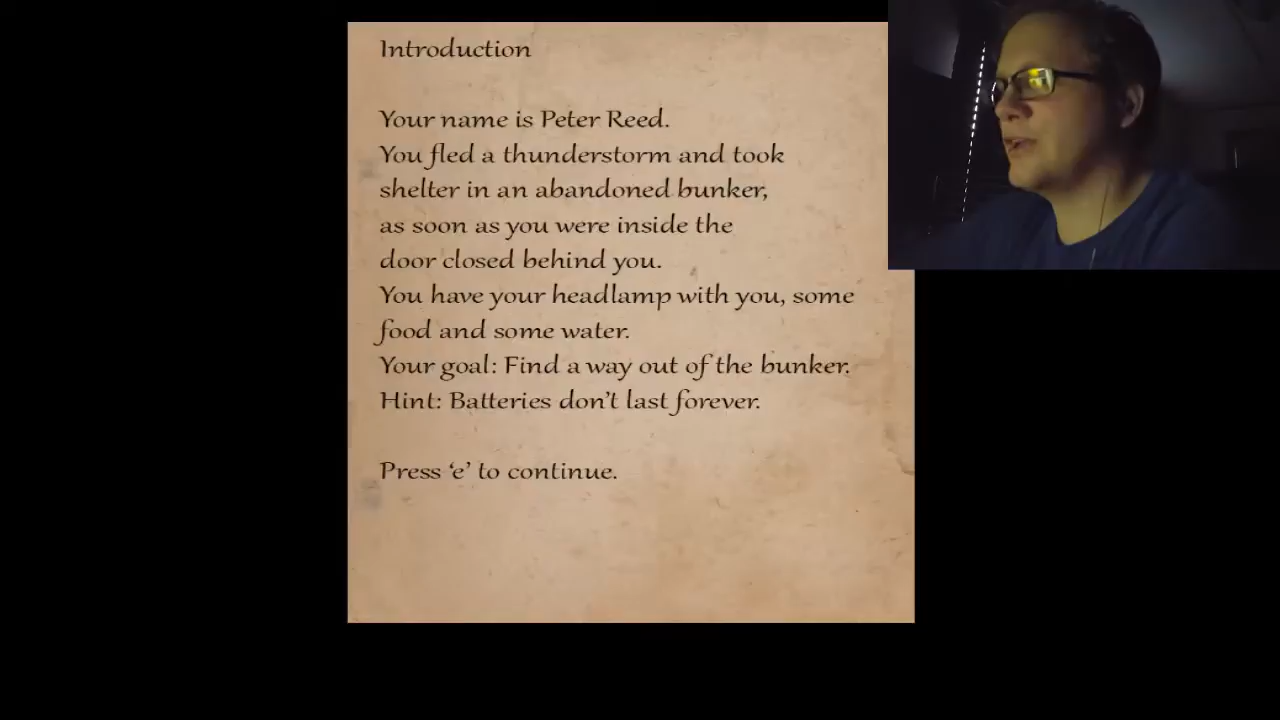 Introduction
Your name is Peter Reed.
You fled a thunderstorm and took
shelter in an abandoned bunker,
as soon as you were inside the
door closed behind you.
You have your headlamp with you, some
food and some water.
Your goal: Find a way out of the bunker.
Hint: Batteries don't last forever.
Press ‘e’ to continue.